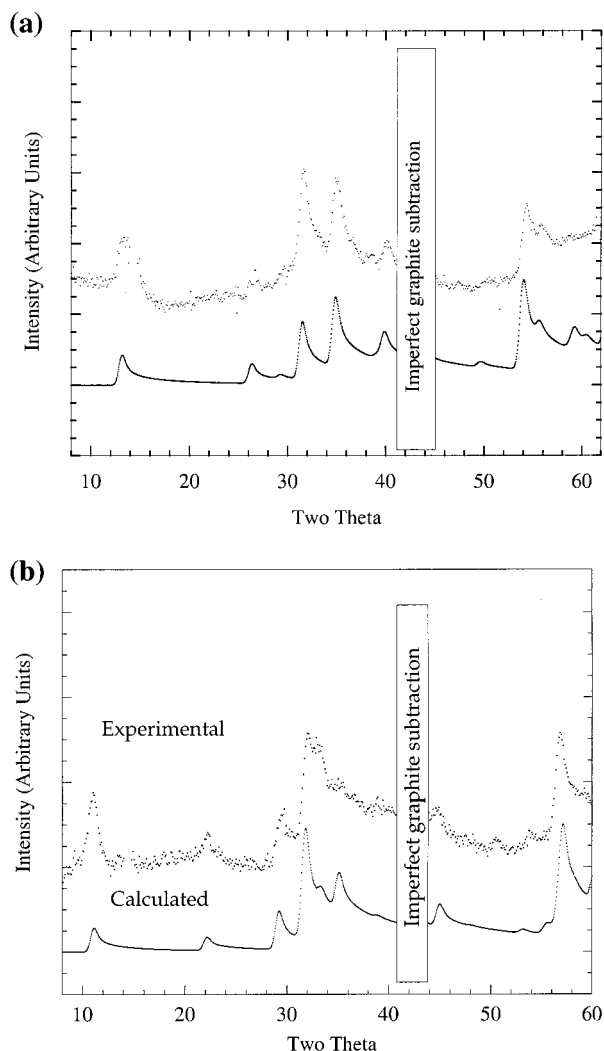 (a)
Intensity (Arbitrary Units)
Imperfect graphite subtraction
10 20 30 40 50 60
Two Theta
(b)
Intensity (Arbitrary Units)
Experimental
Calculated
Imperfect graphite subtraction
10 20 30 40 50 60
Two Theta